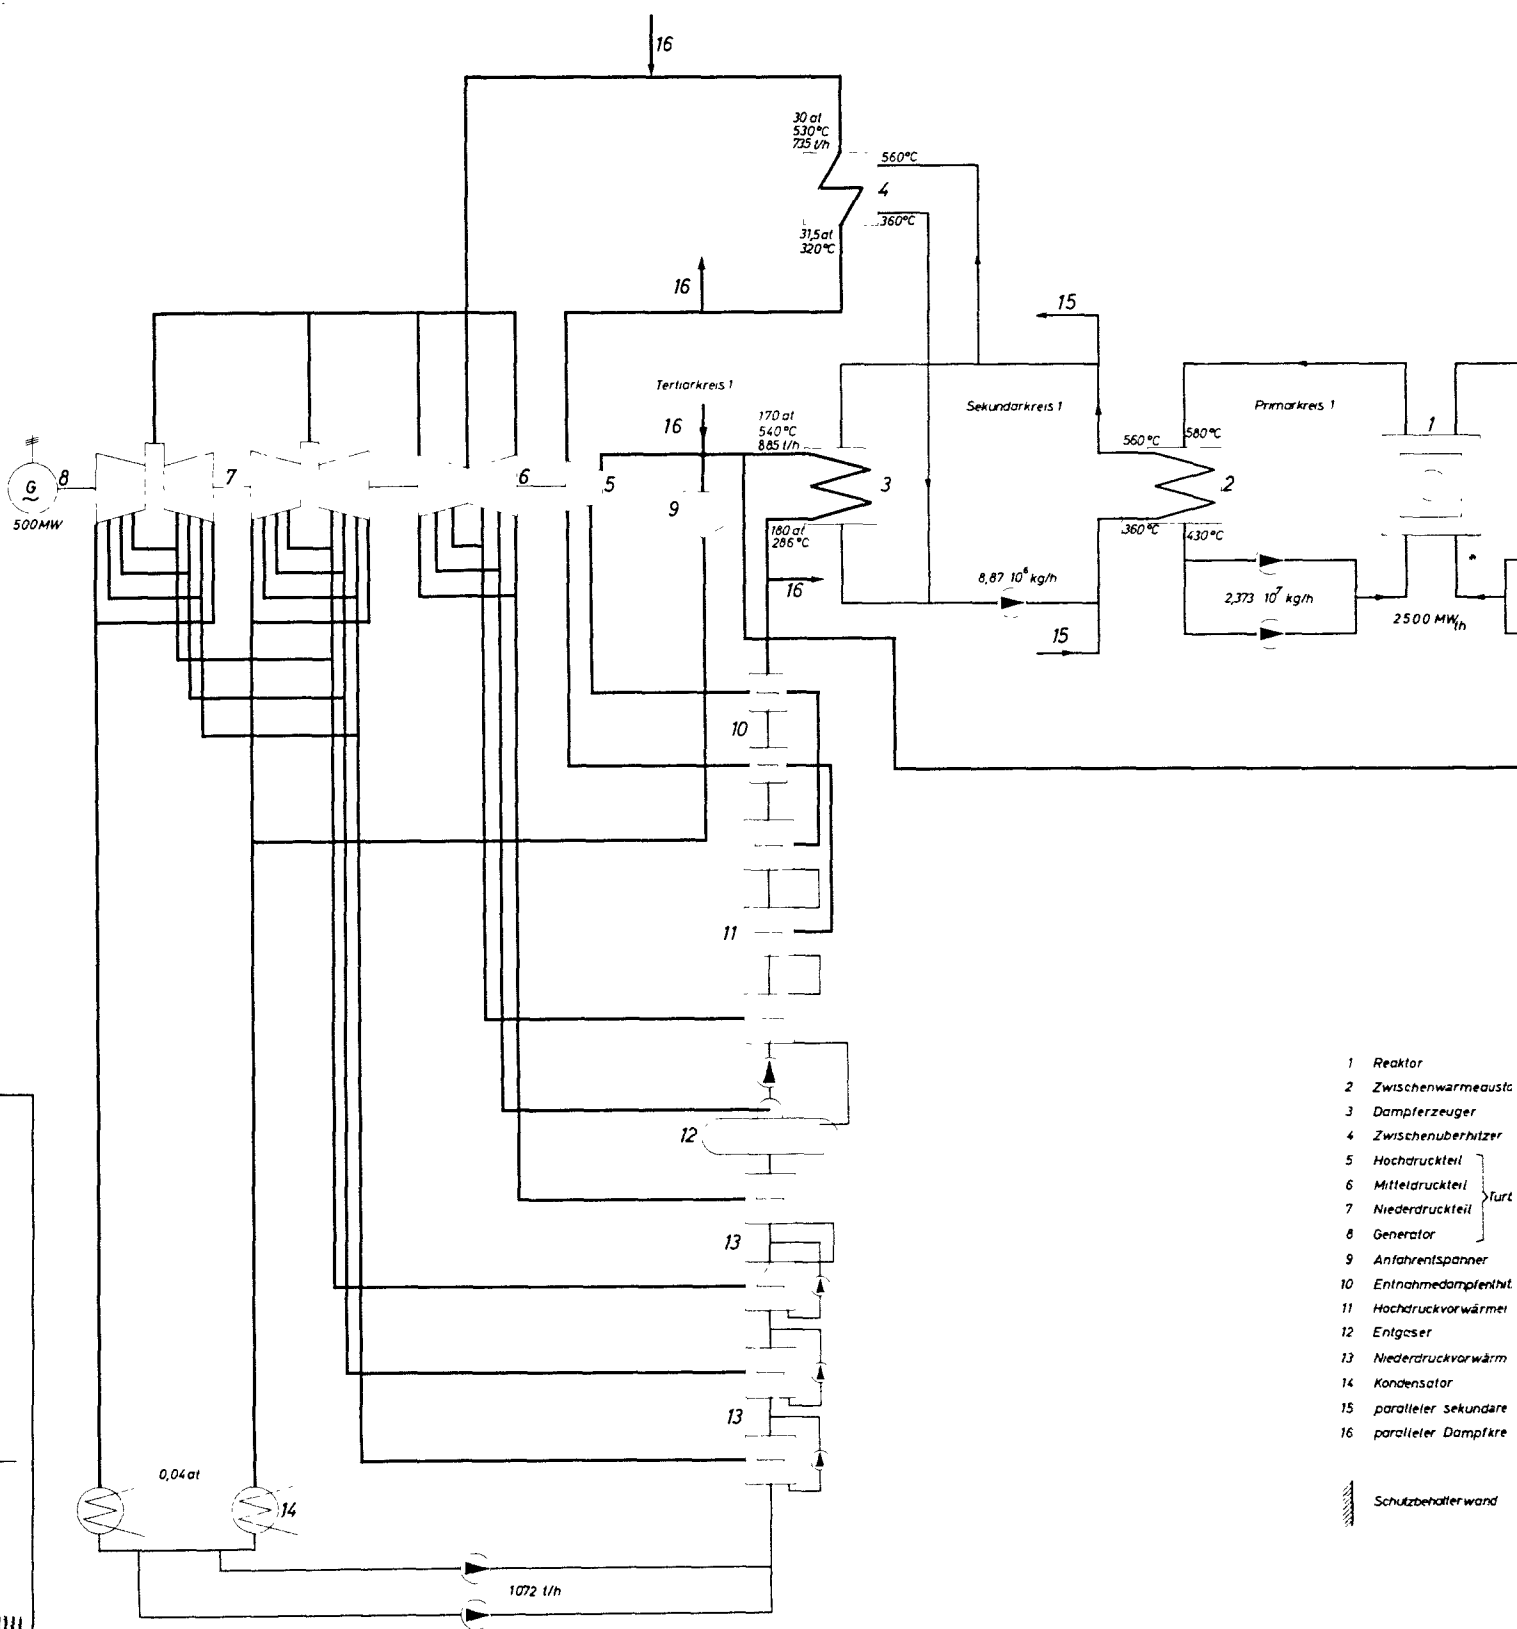 16
30 at
530°C
735 t/h
560°C
4
360°C
31,5 at
320°C
16
15
Tertiarkreis 1
16
170 at
540°C
885 t/h
Sekundarkreis 1
Primarkreis 1
560°C
580°C
1
G
~
8
500 MW
7
6
5
9
3
2
180 at
286°C
360°C
430°C
16
8,87 10⁶ kg/h
2,373 10⁷ kg/h
2500 MWth
15
10
11
12
13
13
0,04 at
14
1072 t/h
1 Reaktor
2 Zwischenwarmeausta
3 Dampferzeuger
4 Zwischenuberhitzer
5 Hochdruckteil
6 Mitteldruckteil
7 Niederdruckteil
Turb
8 Generator
9 Anfahrentspanner
10 Entnahmedampfenthit
11 Hochdruckvorwärmer
12 Entgaser
13 Niederdruckvorwärm
14 Kondensator
15 paralleler sekundare
16 paralleler Dampfkre
Schutzbehalterwand